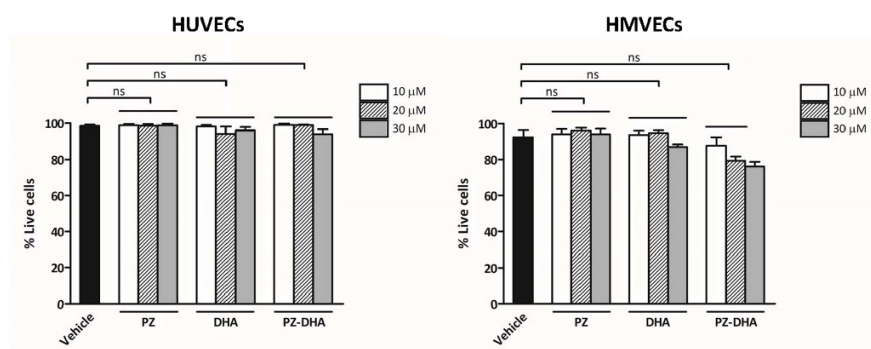 HUVECs
ns
ns
ns
10 µM
20 µM
30 µM
100
80
60
40
20
0
% Live cells
Vehicle
PZ
DHA
PZ-DHA
HMVECs
ns
ns
ns
10 µM
20 µM
30 µM
100
80
60
40
20
0
% Live cells
Vehicle
PZ
DHA
PZ-DHA